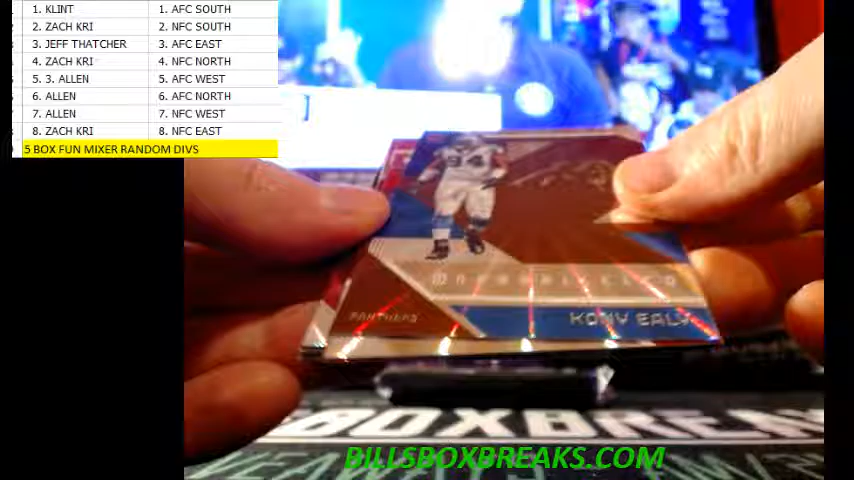 1. KLINT 1. AFC SOUTH
2. ZACH KRI 2. NFC SOUTH
3. JEFF THATCHER 3. AFC EAST
4. ZACH KRI 4. NFC NORTH
5. 3. ALLEN 5. AFC WEST
6. ALLEN 6. AFC NORTH
7. ALLEN 7. NFC WEST
8. ZACH KRI 8. NFC EAST
5 BOX FUN MIXER RANDOM DIVS
94
PANTHERS
KONY EALY
BOXBREA
BILLSBOXBREAKS.COM